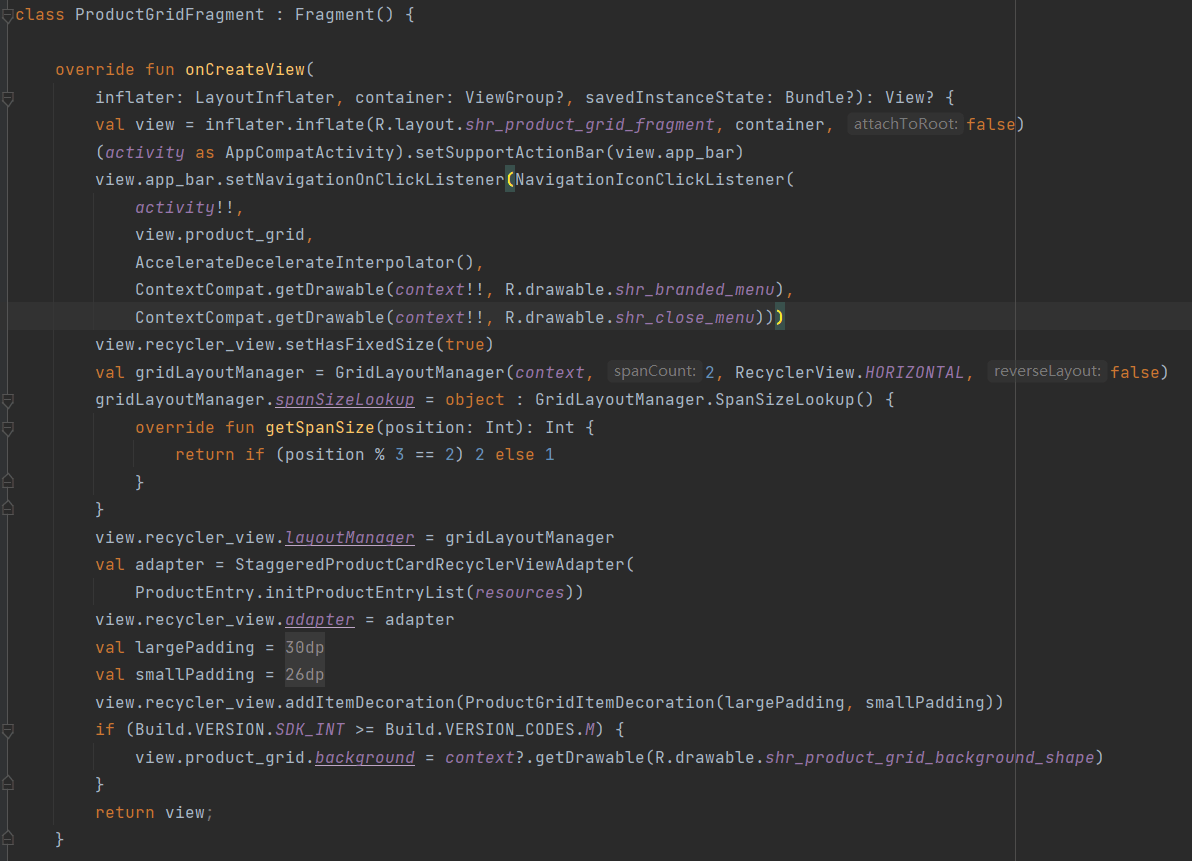 class ProductGridFragment : Fragment() {
override fun onCreateView(
inflater: LayoutInflater, container: ViewGroup?, savedInstanceState: Bundle?): View? {
val view = inflater.inflate(R.layout.shr_product_grid_fragment, container, attachToRoot: false)
(activity as AppCompatActivity).setSupportActionBar(view.app_bar)
view.app_bar.setNavigationOnClickListener(NavigationIconClickListener(
activity!!,
view.product_grid,
AccelerateDecelerateInterpolator(),
ContextCompat.getDrawable(context!!, R.drawable.shr_branded_menu),
ContextCompat.getDrawable(context!!, R.drawable.shr_close_menu)))
view.recycler_view.setHasFixedSize(true)
val gridLayoutManager = GridLayoutManager(context, spanCount: 2, RecyclerView.HORIZONTAL, reverseLayout: false)
gridLayoutManager.spanSizeLookup = object : GridLayoutManager.SpanSizeLookup() {
override fun getSpanSize(position: Int): Int {
return if (position % 3 == 2) 2 else 1
}
}
view.recycler_view.layoutManager = gridLayoutManager
val adapter = StaggeredProductCardRecyclerViewAdapter(
ProductEntry.initProductEntryList(resources))
view.recycler_view.adapter = adapter
val largePadding = 30dp
val smallPadding = 26dp
view.recycler_view.addItemDecoration(ProductGridItemDecoration(largePadding, smallPadding))
if (Build.VERSION.SDK_INT >= Build.VERSION_CODES.M) {
view.product_grid.background = context?.getDrawable(R.drawable.shr_product_grid_background_shape)
}
return view;
}